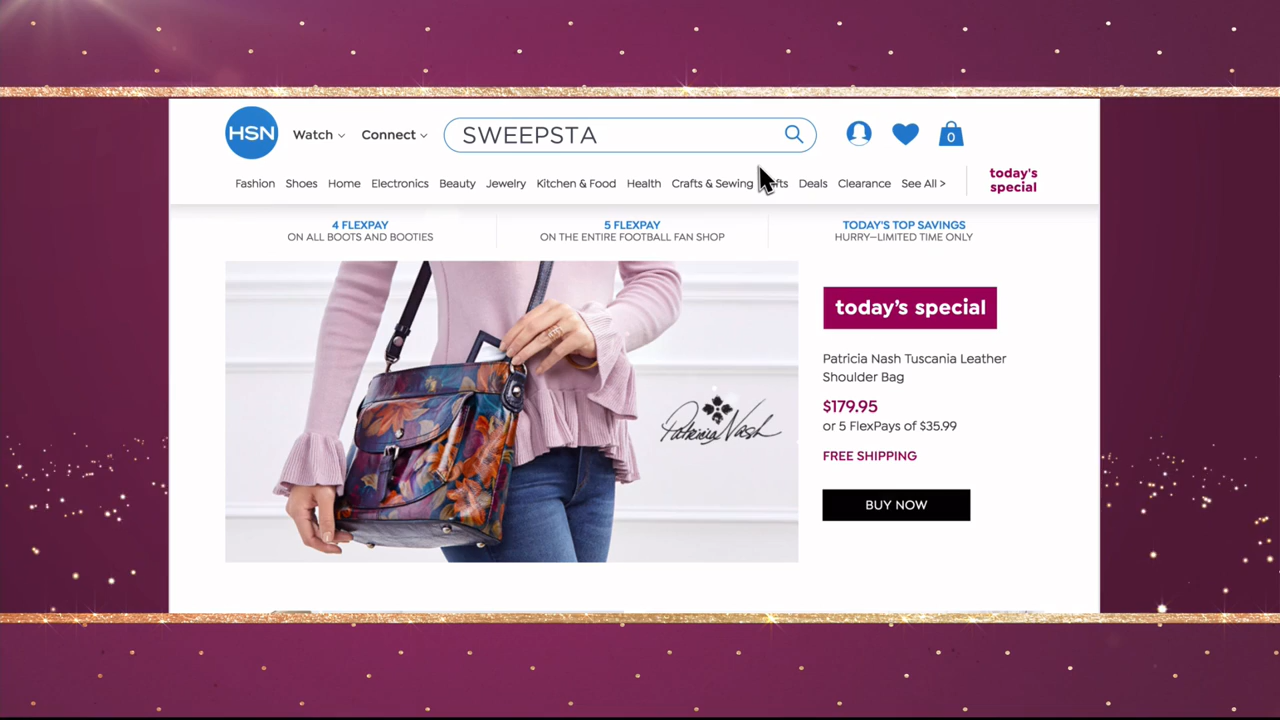 HSN
Watch
Connect
SWEEPSTA
0
Fashion Shoes Home Electronics Beauty Jewelry Kitchen & Food Health Crafts & Sewing Deals Clearance See All >
today's
special
4 FLEXPAY
ON ALL BOOTS AND BOOTIES
5 FLEXPAY
ON THE ENTIRE FOOTBALL FAN SHOP
TODAY'S TOP SAVINGS
HURRY—LIMITED TIME ONLY
Patricia Nash
today's special
Patricia Nash Tuscania Leather
Shoulder Bag
$179.95
or 5 FlexPays of $35.99
FREE SHIPPING
BUY NOW